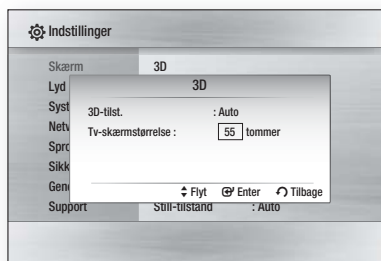 Indstillinger
Skærm 3D
Lyd
Syst
Netv
Spro
Sikk
Gene
Support Still-tilstand : Auto
3D
3D-tilst. : Auto
Tv-skærmstørrelse : 55 tommer
Flyt Enter Tilbage